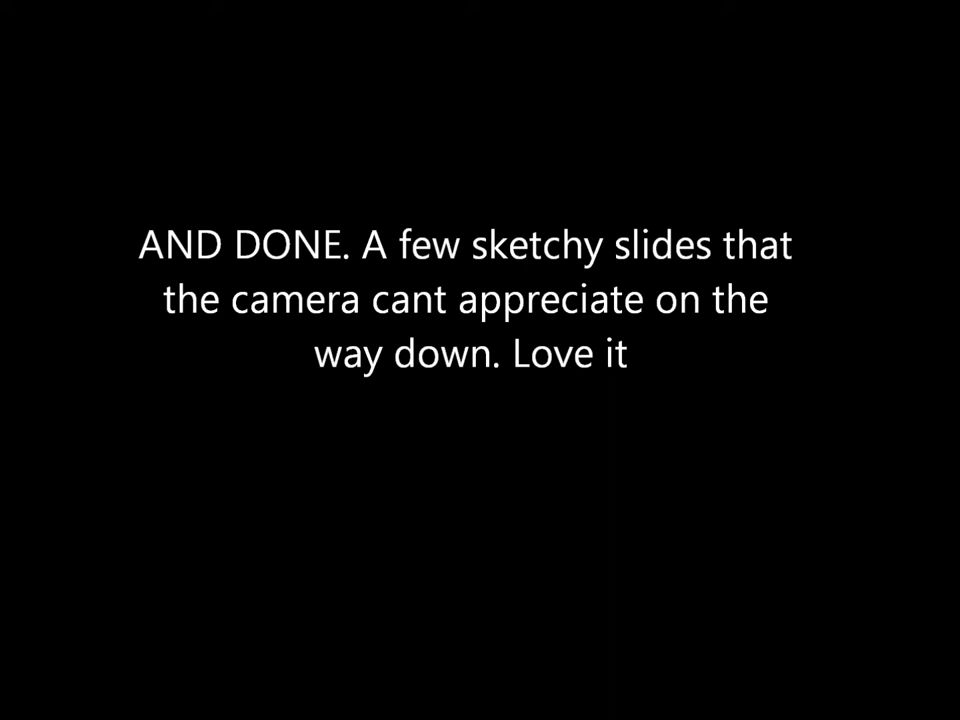 AND DONE. A few sketchy slides that
the camera cant appreciate on the
way down. Love it